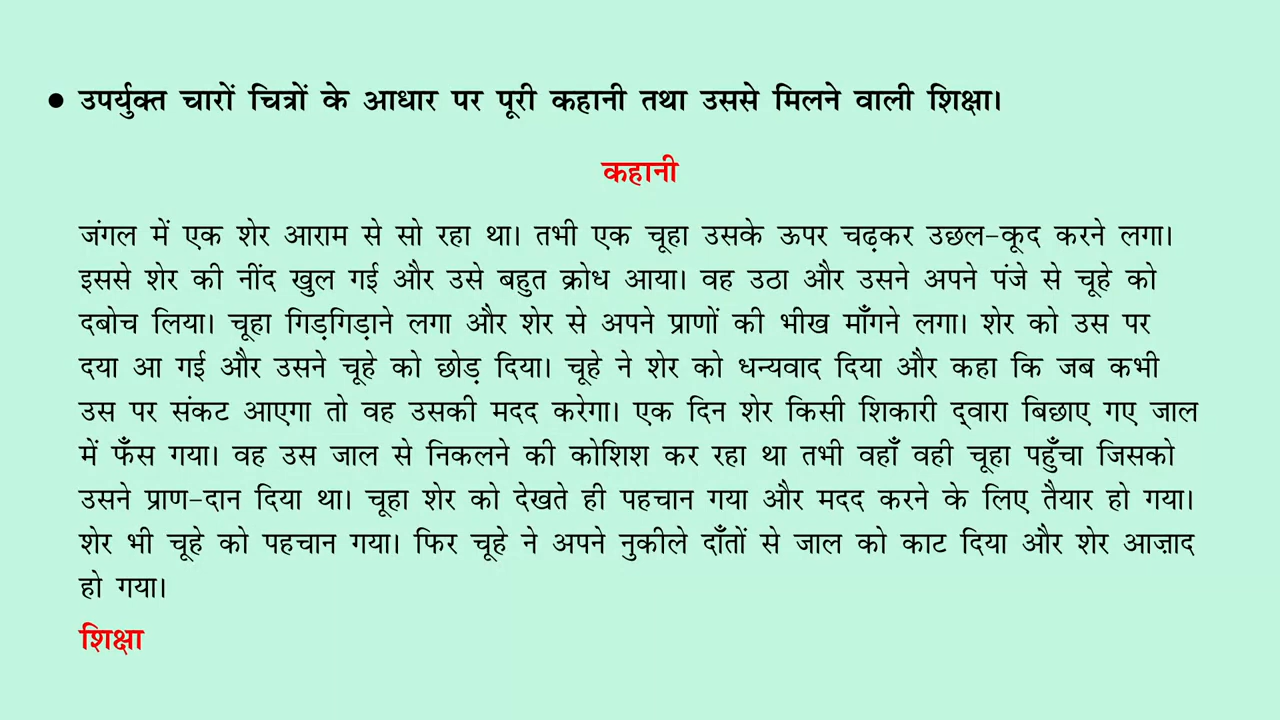 • उपर्युक्त चारों चित्रों के आधार पर पूरी कहानी तथा उससे मिलने वाली शिक्षा।
कहानी
जंगल में एक शेर आराम से सो रहा था। तभी एक चूहा उसके ऊपर चढ़कर उछल-कूद करने लगा।
इससे शेर की नींद खुल गई और उसे बहुत क्रोध आया। वह उठा और उसने अपने पंजे से चूहे को
दबोच लिया। चूहा गिड़गिड़ाने लगा और शेर से अपने प्राणों की भीख माँगने लगा। शेर को उस पर
दया आ गई और उसने चूहे को छोड़ दिया। चूहे ने शेर को धन्यवाद दिया और कहा कि जब कभी
उस पर संकट आएगा तो वह उसकी मदद करेगा। एक दिन शेर किसी शिकारी द्‌वारा बिछाए गए जाल
में फँस गया। वह उस जाल से निकलने की कोशिश कर रहा था तभी वहाँ वही चूहा पहुँचा जिसको
उसने प्राण-दान दिया था। चूहा शेर को देखते ही पहचान गया और मदद करने के लिए तैयार हो गया।
शेर भी चूहे को पहचान गया। फिर चूहे ने अपने नुकीले दाँतों से जाल को काट दिया और शेर आज़ाद
हो गया।
शिक्षा